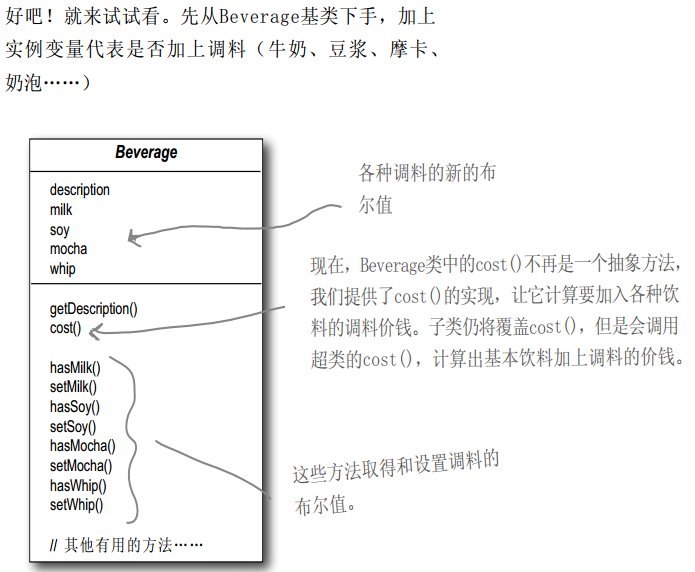 好吧！就来试试看。先从Beverage基类下手，加上
实例变量代表是否加上调料（牛奶、豆浆、摩卡、
奶泡……）
Beverage
description
milk
soy
mocha
whip
各种调料的新的布
尔值
getDescription()
cost()
现在，Beverage类中的cost()不再是一个抽象方法，
我们提供了cost()的实现，让它计算要加入各种饮
料的调料价钱。子类仍将覆盖cost()，但是会调用
超类的cost()，计算出基本饮料加上调料的价钱。
hasMilk()
setMilk()
hasSoy()
setSoy()
hasMocha()
setMocha()
hasWhip()
setWhip()
这些方法取得和设置调料的
布尔值。
// 其他有用的方法……